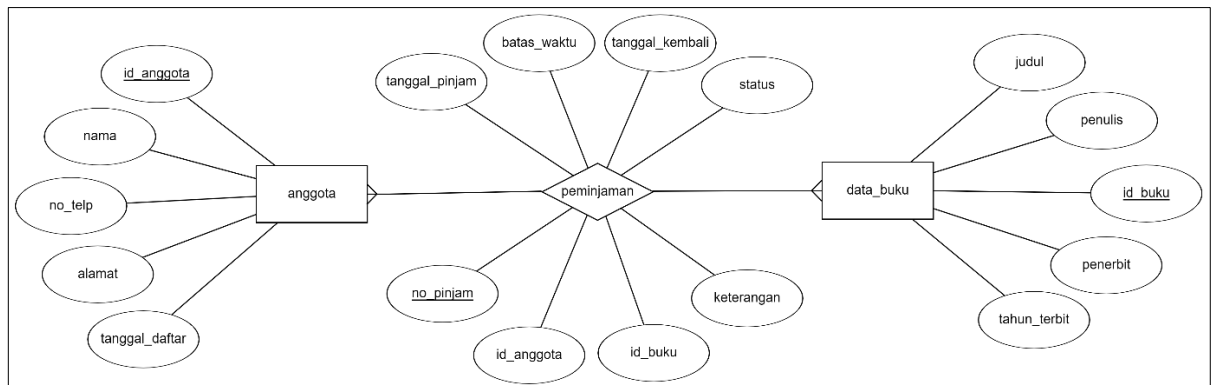 id_anggota
nama
no_telp
alamat
tanggal_daftar
anggota
tanggal_pinjam
batas_waktu
tanggal_kembali
status
peminjaman
no_pinjam
id_anggota
id_buku
keterangan
data_buku
judul
penulis
id_buku
penerbit
tahun_terbit